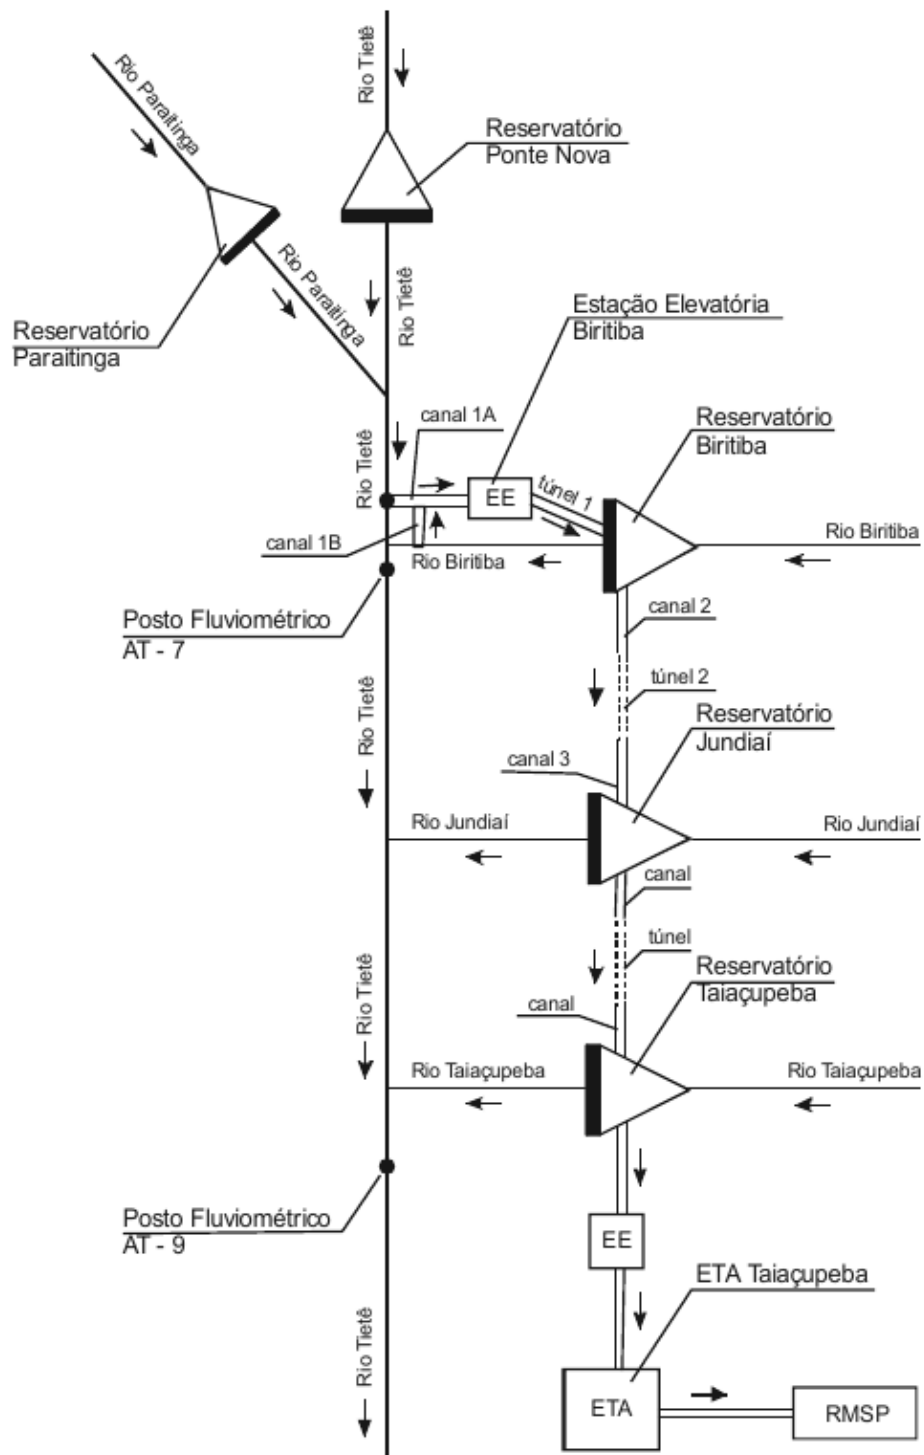 Rio Tietê
Rio Paraitinga
Reservatório
Ponte Nova
Rio Paraitinga
Rio Tietê
Reservatório
Paraitinga
Estação Elevatória
Biritiba
canal 1A
Reservatório
Biritiba
Rio Tietê
EE
túnel 1
canal 1B
Rio Biritiba
Rio Biritiba
Posto Fluviométrico
AT - 7
canal 2
túnel 2
Rio Tietê
Reservatório
Jundiaí
canal 3
Rio Jundiaí
Rio Jundiaí
canal
túnel
Rio Tietê
Reservatório
Taiaçupeba
canal
Rio Taiaçupeba
Rio Taiaçupeba
Posto Fluviométrico
AT - 9
EE
ETA Taiaçupeba
Rio Tietê
ETA
RMSP